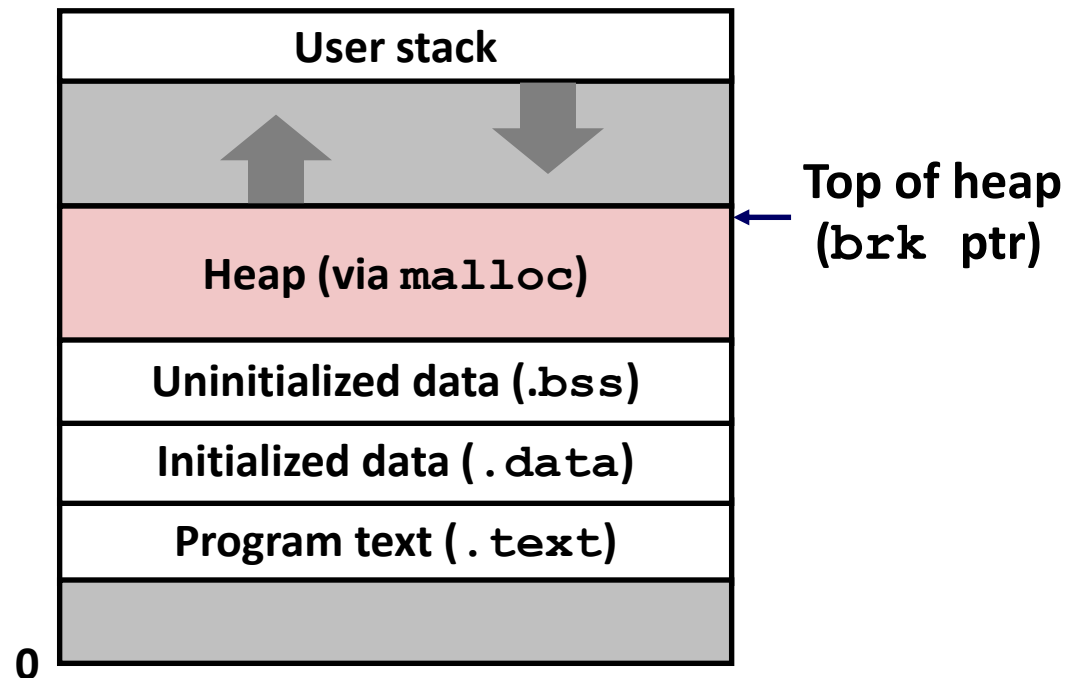 User stack
Top of heap
(brk ptr)
Heap (via malloc)
Uninitialized data (.bss)
Initialized data (.data)
Program text (.text)
0